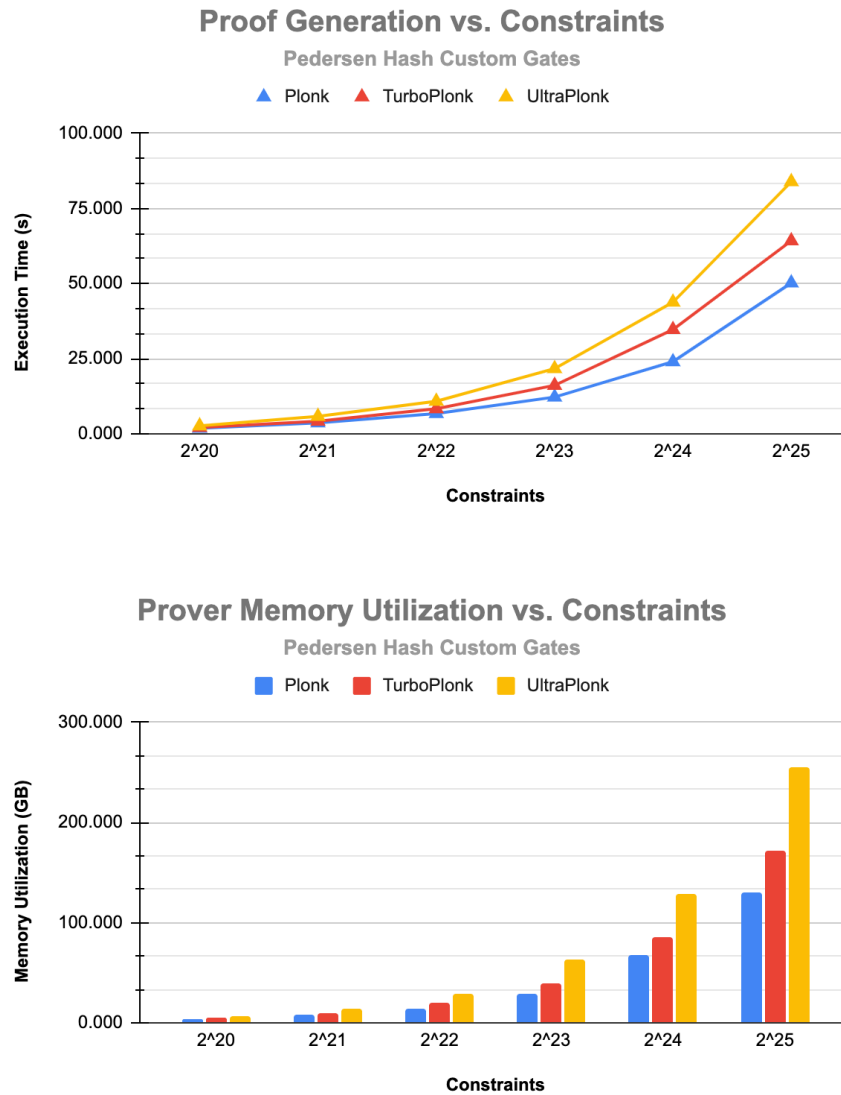 Proof Generation vs. Constraints
Pedersen Hash Custom Gates
Plonk TurboPlonk UltraPlonk
100.000
75.000
50.000
25.000
0.000
Execution Time (s)
2^20 2^21 2^22 2^23 2^24 2^25
Constraints
Prover Memory Utilization vs. Constraints
Pedersen Hash Custom Gates
Plonk TurboPlonk UltraPlonk
300.000
200.000
100.000
0.000
Memory Utilization (GB)
2^20 2^21 2^22 2^23 2^24 2^25
Constraints